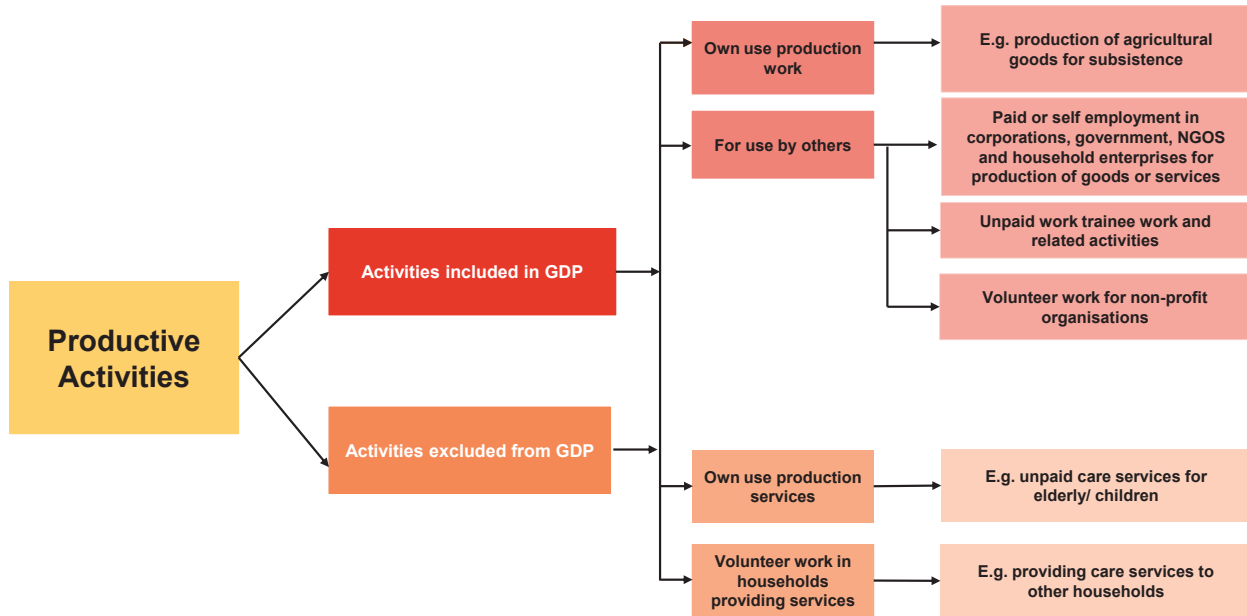 Productive
Activities
Activities included in GDP
Activities excluded from GDP
Own use production
work
E.g. production of agricultural
goods for subsistence
For use by others
Paid or self employment in
corporations, government, NGOS
and household enterprises for
production of goods or services
Unpaid work trainee work and
related activities
Volunteer work for non-profit
organisations
Own use production
services
E.g. unpaid care services for
elderly/ children
Volunteer work in
households
providing services
E.g. providing care services to
other households